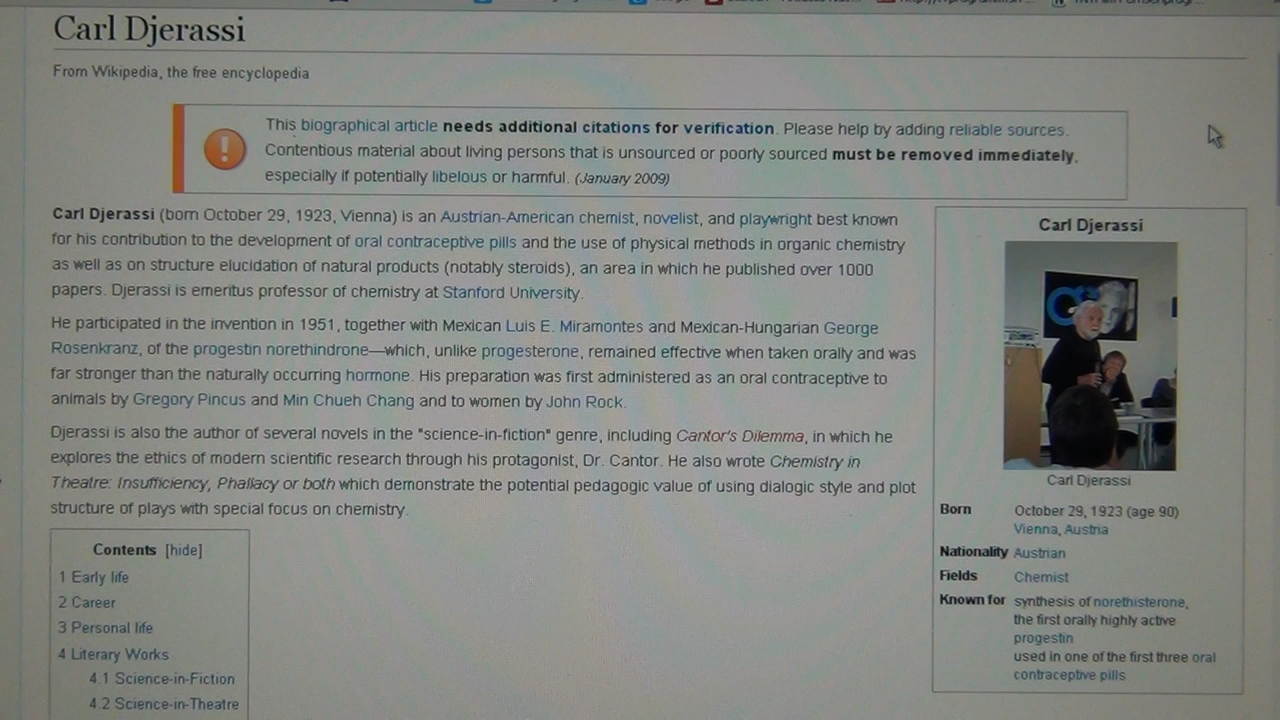 Carl Djerassi
From Wikipedia, the free encyclopedia
This biographical article needs additional citations for verification. Please help by adding reliable sources.
Contentious material about living persons that is unsourced or poorly sourced must be removed immediately,
especially if potentially libelous or harmful. (January 2009)
Carl Djerassi (born October 29, 1923, Vienna) is an Austrian-American chemist, novelist, and playwright best known
for his contribution to the development of oral contraceptive pills and the use of physical methods in organic chemistry
as well as on structure elucidation of natural products (notably steroids), an area in which he published over 1000
papers. Djerassi is emeritus professor of chemistry at Stanford University.
He participated in the invention in 1951, together with Mexican Luis E. Miramontes and Mexican-Hungarian George
Rosenkranz, of the progestin norethindrone—which, unlike progesterone, remained effective when taken orally and was
far stronger than the naturally occurring hormone. His preparation was first administered as an oral contraceptive to
animals by Gregory Pincus and Min Chueh Chang and to women by John Rock.
Djerassi is also the author of several novels in the "science-in-fiction" genre, including Cantor's Dilemma, in which he
explores the ethics of modern scientific research through his protagonist, Dr. Cantor. He also wrote Chemistry in
Theatre: Insufficiency, Phallacy or both which demonstrate the potential pedagogic value of using dialogic style and plot
structure of plays with special focus on chemistry.
Contents [hide]
1 Early life
2 Career
3 Personal life
4 Literary Works
4.1 Science-in-Fiction
4.2 Science-in-Theatre
Carl Djerassi
Carl Djerassi
Born October 29, 1923 (age 90)
Vienna, Austria
Nationality Austrian
Fields Chemist
Known for synthesis of norethisterone,
the first orally highly active
progestin
used in one of the first three oral
contraceptive pills